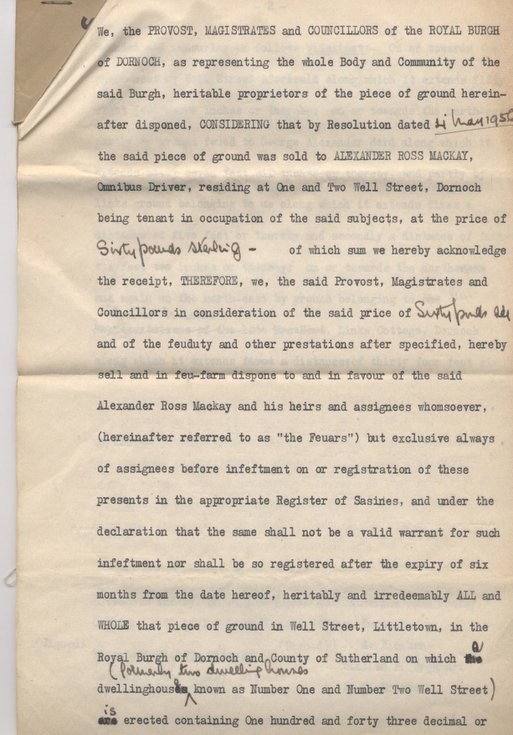 We, the PROVOST, MAGISTRATES and COUNCILLORS of the ROYAL BURGH
of DORNOCH, as representing the whole Body and Community of the
said Burgh, heritable proprietors of the piece of ground herein-
after disponed, CONSIDERING that by Resolution dated May 1956
the said piece of ground was sold to ALEXANDER ROSS MACKAY,
Omnibus Driver, residing at One and Two Well Street, Dornoch
being tenant in occupation of the said subjects, at the price of
Sixty pounds sterling - of which sum we hereby acknowledge
the receipt, THEREFORE, we, the said Provost, Magistrates and
Councillors in consideration of the said price of Sixty pounds
and of the feuduty and other prestations after specified, hereby
sell and in feu-farm dispone to and in favour of the said
Alexander Ross Mackay and his heirs and assignees whomsoever,
(hereinafter referred to as "the Feuars") but exclusive always
of assignees before infeftment on or registration of these
presents in the appropriate Register of Sasines, and under the
declaration that the same shall not be a valid warrant for such
infeftment nor shall be so registered after the expiry of six
months from the date hereof, heritably and irredeemably ALL and
WHOLE that piece of ground in Well Street, Littletown, in the
Royal Burgh of Dornoch and County of Sutherland on which a
(formerly two dwelling houses
dwellinghouse known as Number One and Number Two Well Street)
is erected containing One hundred and forty three decimal or